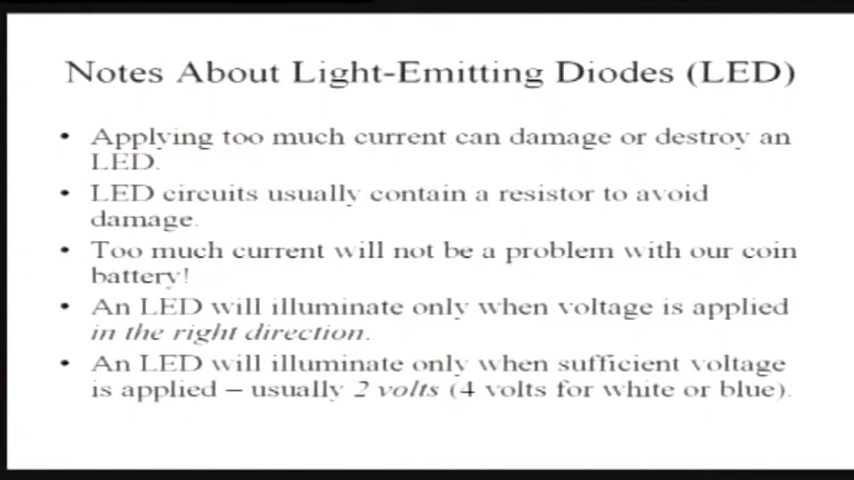 Notes About Light-Emitting Diodes (LED)
• Applying too much current can damage or destroy an
LED.
• LED circuits usually contain a resistor to avoid
damage.
• Too much current will not be a problem with our coin
battery!
• An LED will illuminate only when voltage is applied
in the right direction.
• An LED will illuminate only when sufficient voltage
is applied – usually 2 volts (4 volts for white or blue).